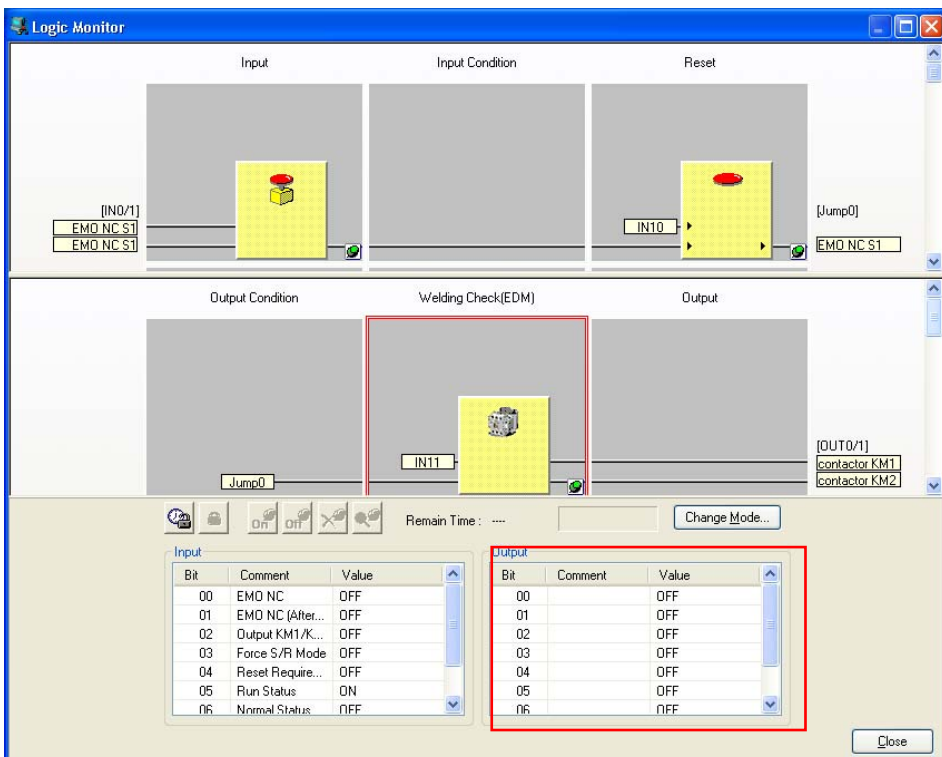 Logic Monitor
Input Input Condition Reset
[IN0/1]
EMO NC S1
EMO NC S1
IN10
[Jump0]
EMO NC S1
Output Condition Welding Check(EDM) Output
IN11
Jump0
[OUT0/1]
contactor KM1
contactor KM2
On Off Remain Time : ---- Change Mode...
Input
Bit Comment Value
00 EMO NC OFF
01 EMO NC (After... OFF
02 Output KM1/K... OFF
03 Force S/R Mode OFF
04 Reset Require... OFF
05 Run Status ON
06 Normal Status OFF
Output
Bit Comment Value
00 OFF
01 OFF
02 OFF
03 OFF
04 OFF
05 OFF
06 OFF
Close